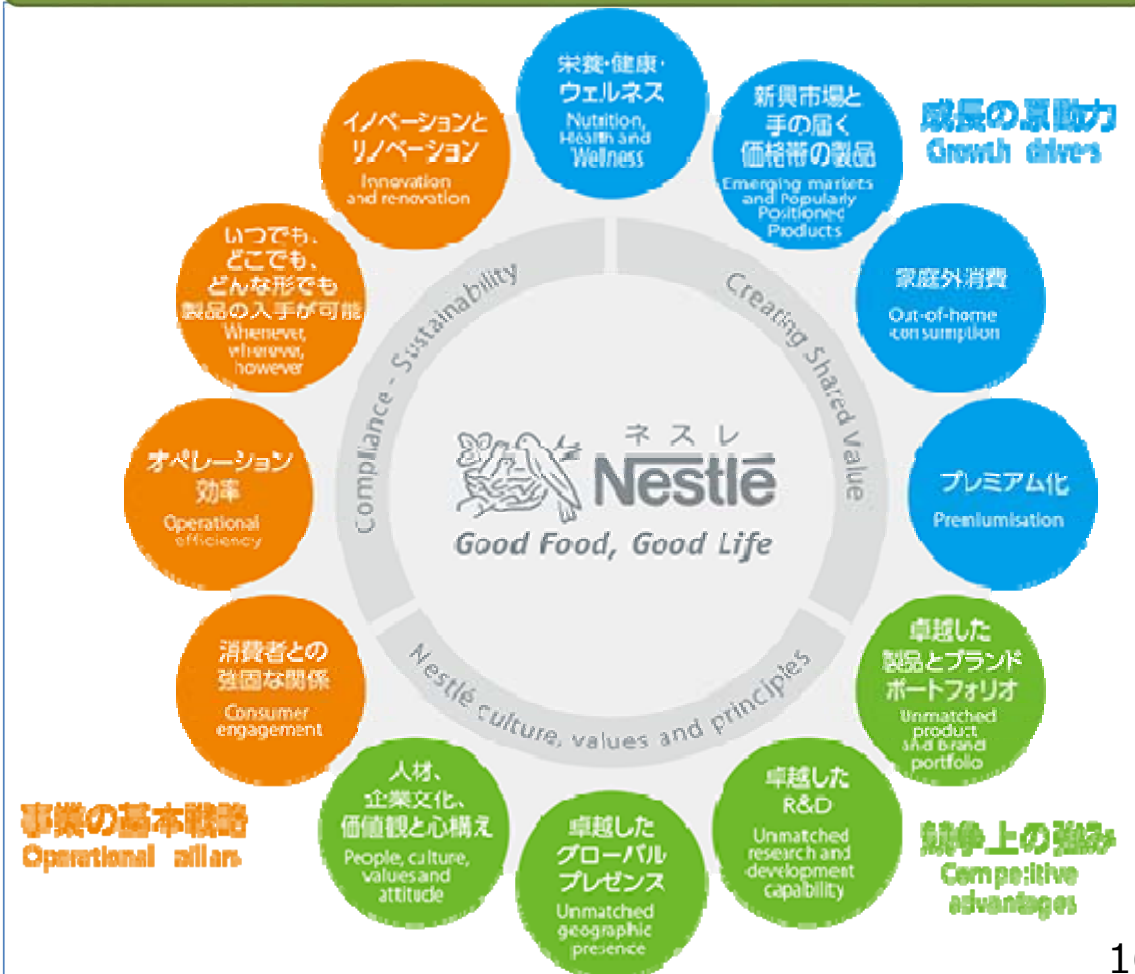 栄養・健康・
ウェルネス
Nutrition,
Health and
Wellness
新興市場と
手の届く
価格帯の製品
Emerging markets
and Popularly
Positioned
Products
成長の原動力
Growth drivers
家庭外消費
Out-of-home
consumption
プレミアム化
Premiumisation
卓越した
製品とブランド
ポートフォリオ
Unmatched
product
and brand
portfolio
卓越した
R&D
Unmatched
research and
development
capability
競争上の強み
Competitive
advantages
卓越した
グローバル
プレゼンス
Unmatched
geographic
presence
人材、
企業文化、
価値観と心構え
People, culture,
values and
attitude
事業の基本戦略
Operational pillars
消費者との
強固な関係
Consumer
engagement
オペレーション
効率
Operational
efficiency
いつでも、
どこでも、
どんな形でも
製品の入手が可能
Whenever,
wherever,
however
イノベーションと
リノベーション
Innovation
and renovation
Compliance - Sustainability
Creating Shared Value
Nestlé culture, values and principles
ネスレ
Nestlé
Good Food, Good Life